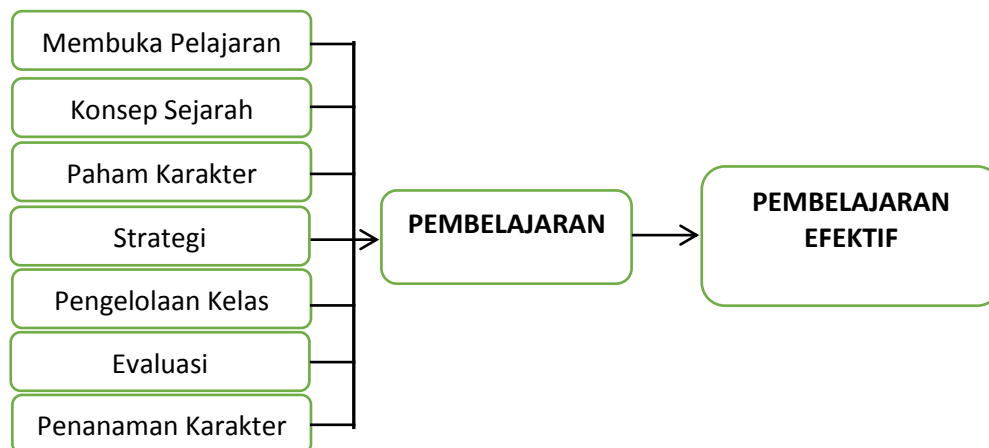 Membuka Pelajaran
Konsep Sejarah
Paham Karakter
Strategi
Pengelolaan Kelas
Evaluasi
Penanaman Karakter
PEMBELAJARAN
PEMBELAJARAN
EFEKTIF